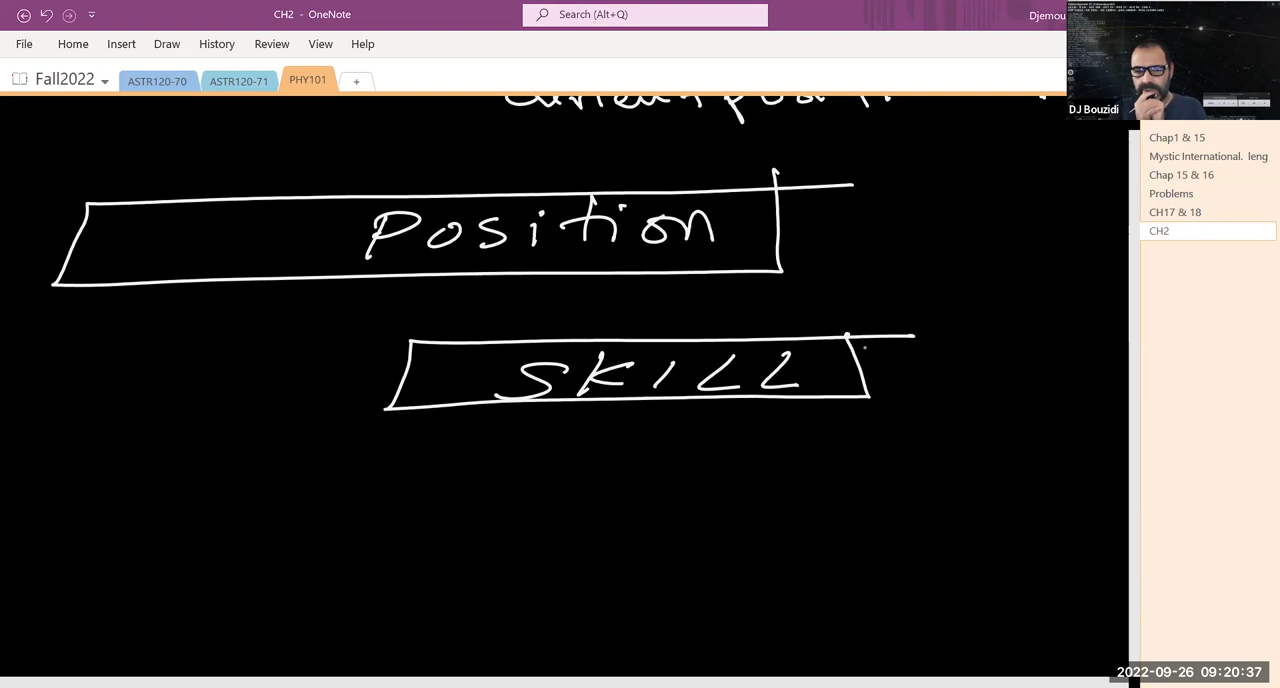 CH2 - OneNote
Search (Alt+Q)
Djemou
File Home Insert Draw History Review View Help
Fall2022 ASTR120-70 ASTR120-71 PHY101 +
DJ Bouzidi
Chap1 & 15
Mystic International. leng
Chap 15 & 16
Problems
CH17 & 18
CH2
Position
SKILL
2022-09-26 09:20:37